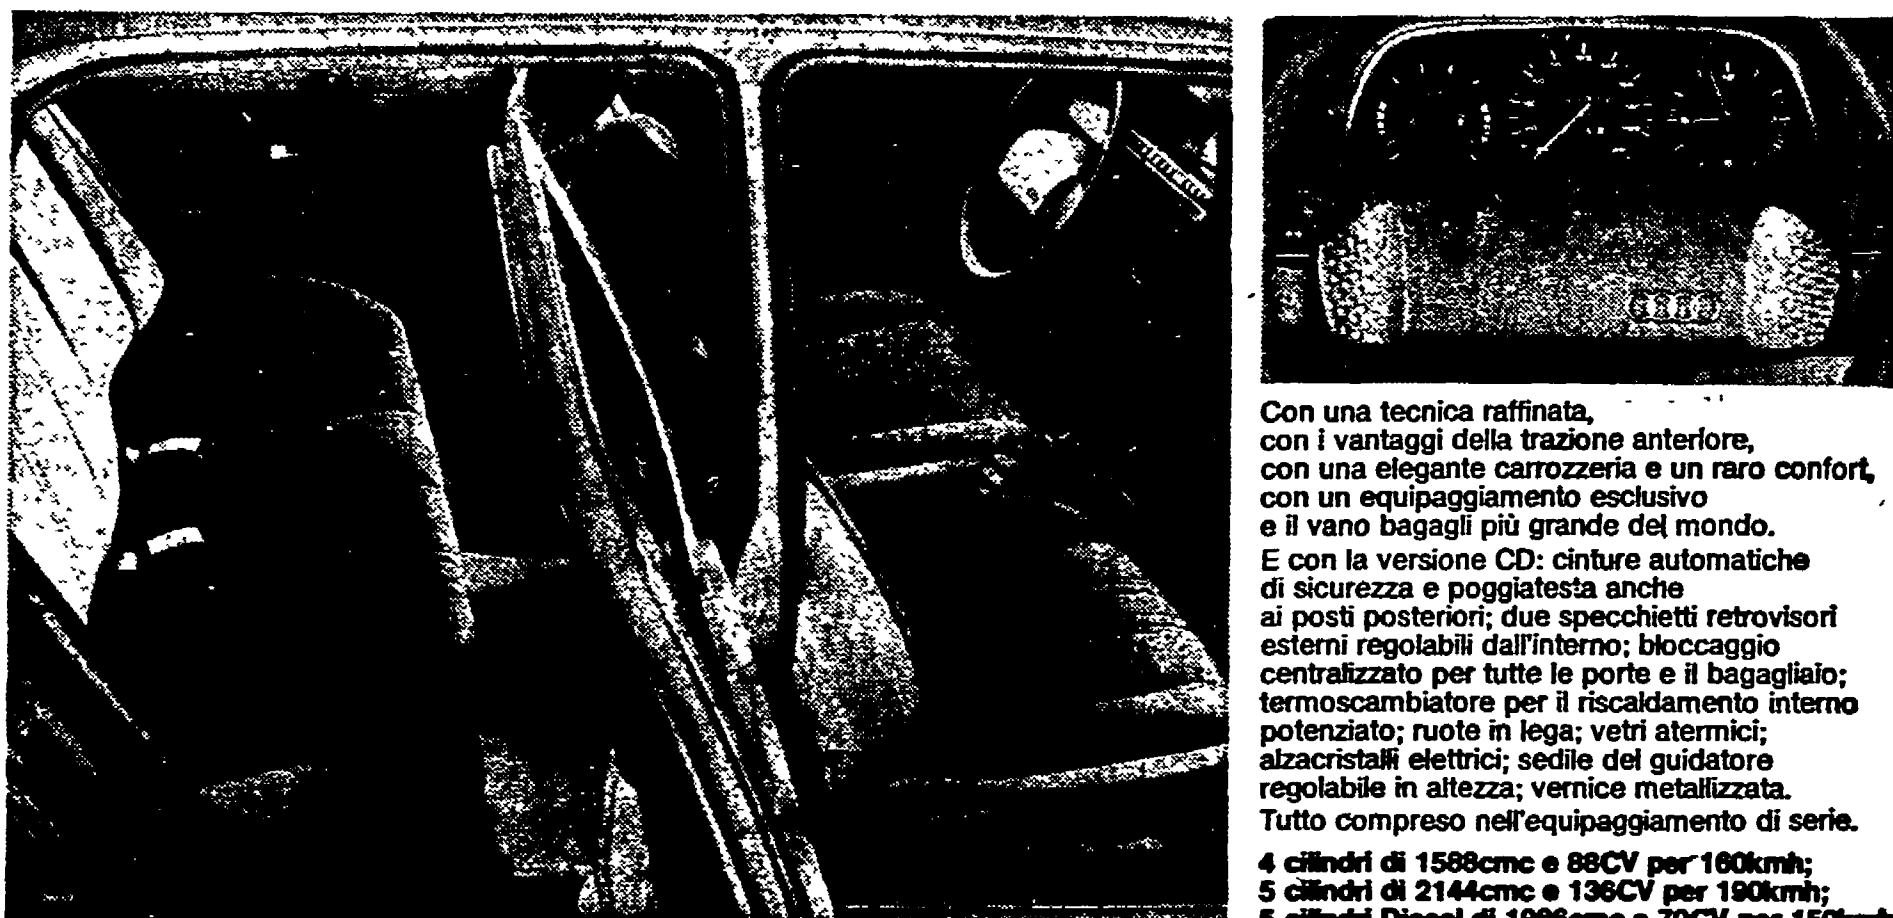 Con una tecnica raffinata,
con i vantaggi della trazione anteriore,
con una elegante carrozzeria e un raro confort,
con un equipaggiamento esclusivo
e il vano bagagli più grande del mondo.
E con la versione CD: cinture automatiche
di sicurezza e poggiatesta anche
ai posti posteriori; due specchietti retrovisori
esterni regolabili dall'interno; bloccaggio
centralizzato per tutte le porte e il bagagliaio;
termoscambiatore per il riscaldamento interno
potenziato; ruote in lega; vetri atermici;
alzacristalli elettrici; sedile del guidatore
regolabile in altezza; vernice metallizzata.
Tutto compreso nell'equipaggiamento di serie.
4 cilindri di 1588cmc e 88CV per 160kmh;
5 cilindri di 2144cmc e 136CV per 190kmh;
5 cilindri Diesel di